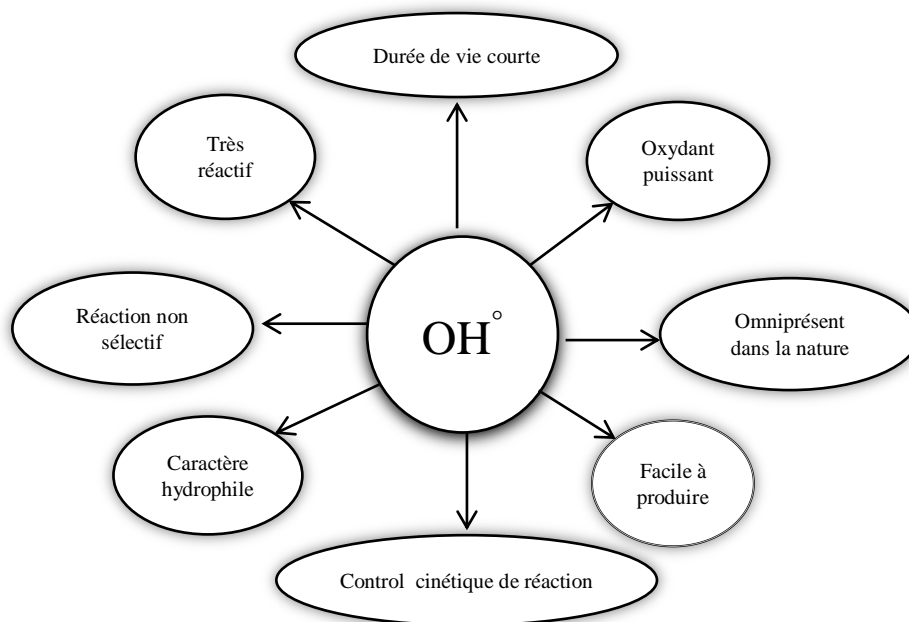 Durée de vie courte
Très
réactif
Oxydant
puissant
Réaction non
sélectif
OH°
Omniprésent
dans la nature
Caractère
hydrophile
Facile à
produire
Control cinétique de réaction